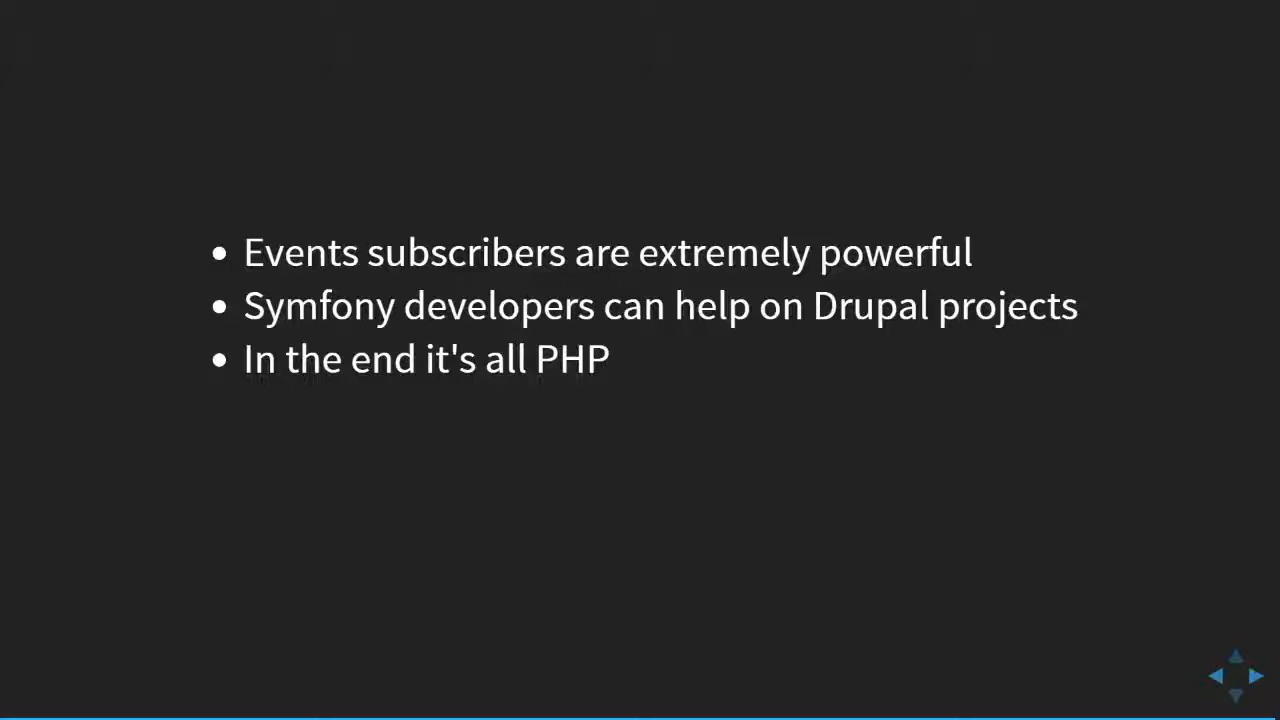 • Events subscribers are extremely powerful
• Symfony developers can help on Drupal projects
• In the end it's all PHP